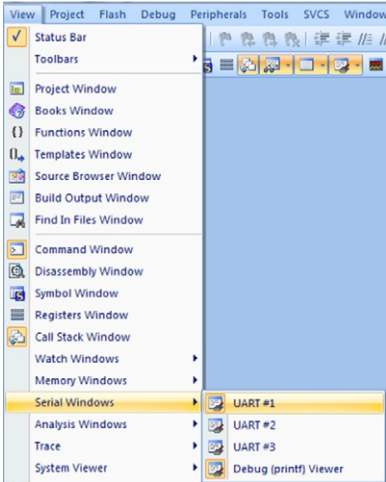 View Project Flash Debug Peripherals Tools SVCS Window
Status Bar
Toolbars
Project Window
Books Window
Functions Window
Templates Window
Source Browser Window
Build Output Window
Find In Files Window
Command Window
Disassembly Window
Symbol Window
Registers Window
Call Stack Window
Watch Windows
Memory Windows
Serial Windows
UART #1
Analysis Windows
UART #2
Trace
UART #3
System Viewer
Debug (printf) Viewer